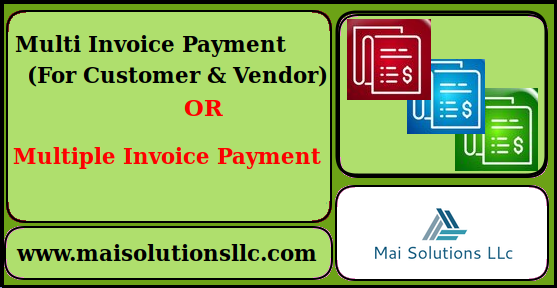 Multi Invoice Payment
(For Customer & Vendor)
OR
Multiple Invoice Payment
www.maisolutionsllc.com
$
$
$
Mai Solutions LLc